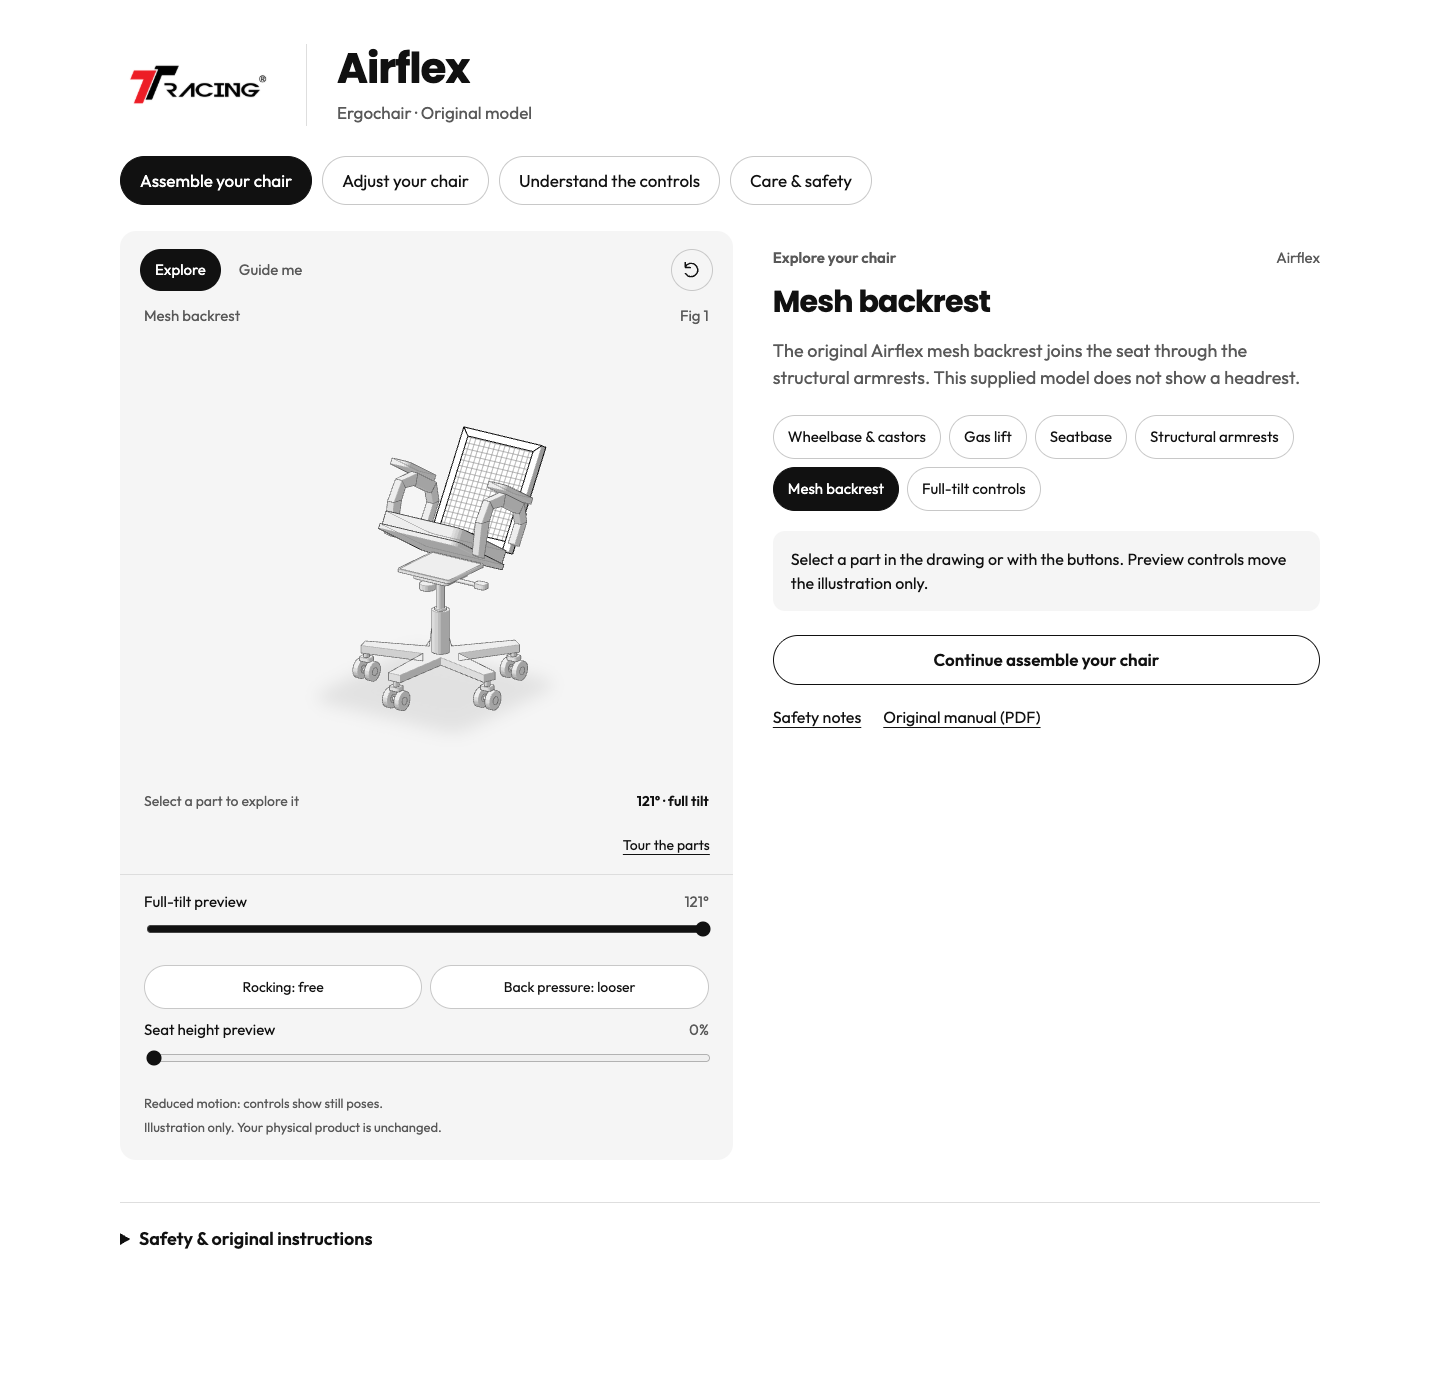 TTRACING®
Airflex
Ergochair · Original model
Assemble your chair
Adjust your chair
Understand the controls
Care & safety
Explore
Guide me
Mesh backrest
Fig 1
Select a part to explore it
121° · full tilt
Tour the parts
Full-tilt preview
121°
Rocking: free
Back pressure: looser
Seat height preview
0%
Reduced motion: controls show still poses.
Illustration only. Your physical product is unchanged.
Explore your chair
Airflex
Mesh backrest
The original Airflex mesh backrest joins the seat through the
structural armrests. This supplied model does not show a headrest.
Wheelbase & castors
Gas lift
Seatbase
Structural armrests
Mesh backrest
Full-tilt controls
Select a part in the drawing or with the buttons. Preview controls move
the illustration only.
Continue assemble your chair
Safety notes
Original manual (PDF)
Safety & original instructions